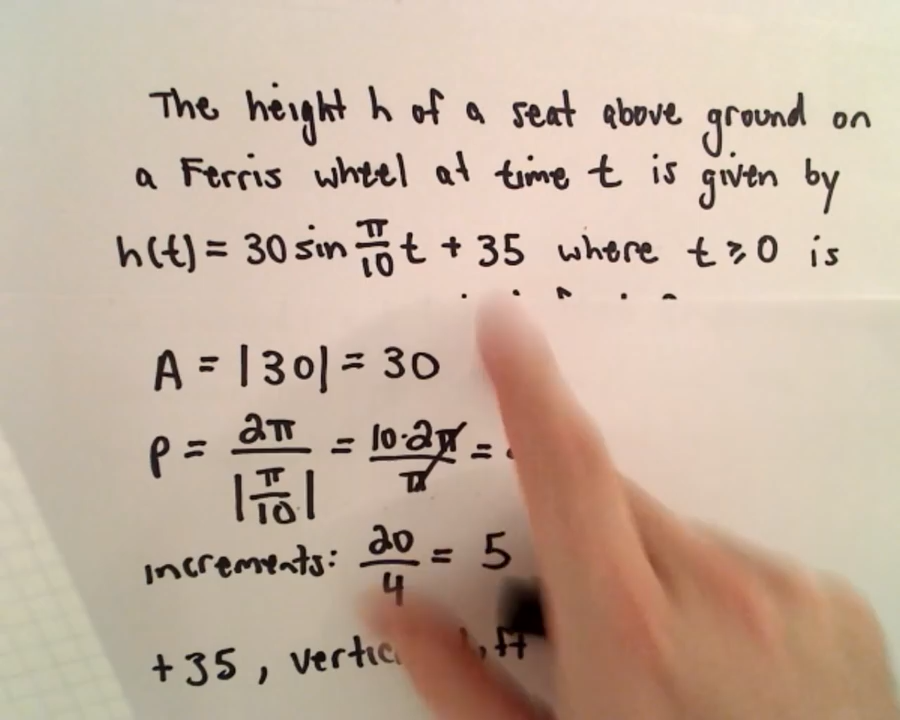 The height h of a seat above ground on
a Ferris wheel at time t is given by
h(t) = 30 sin π/10 t + 35 where t ≥ 0 is
A = |30| = 30
P = 2π/|π/10| = 10·2π/π =
increments: 20/4 = 5
+35,